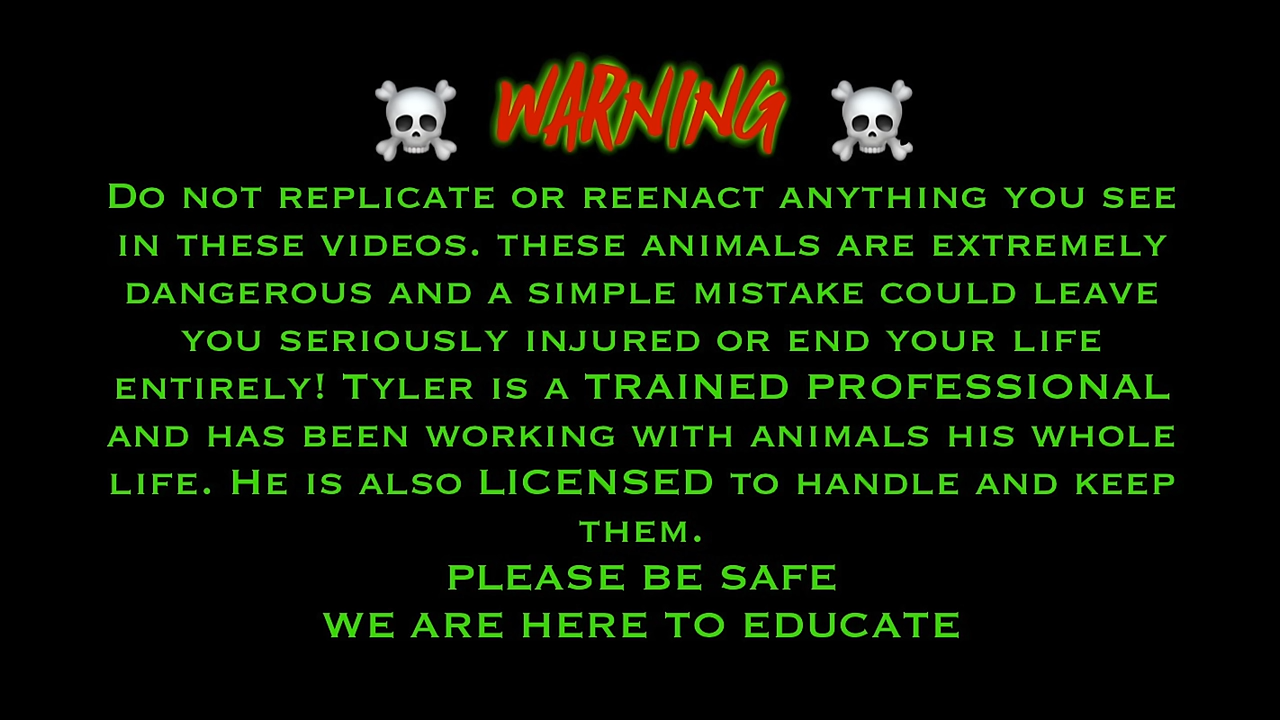 WARNING
Do not replicate or reenact anything you see
in these videos. these animals are extremely
dangerous and a simple mistake could leave
you seriously injured or end your life
entirely! Tyler is a TRAINED PROFESSIONAL
and has been working with animals his whole
life. He is also LICENSED to handle and keep
them.
PLEASE BE SAFE
WE ARE HERE TO EDUCATE